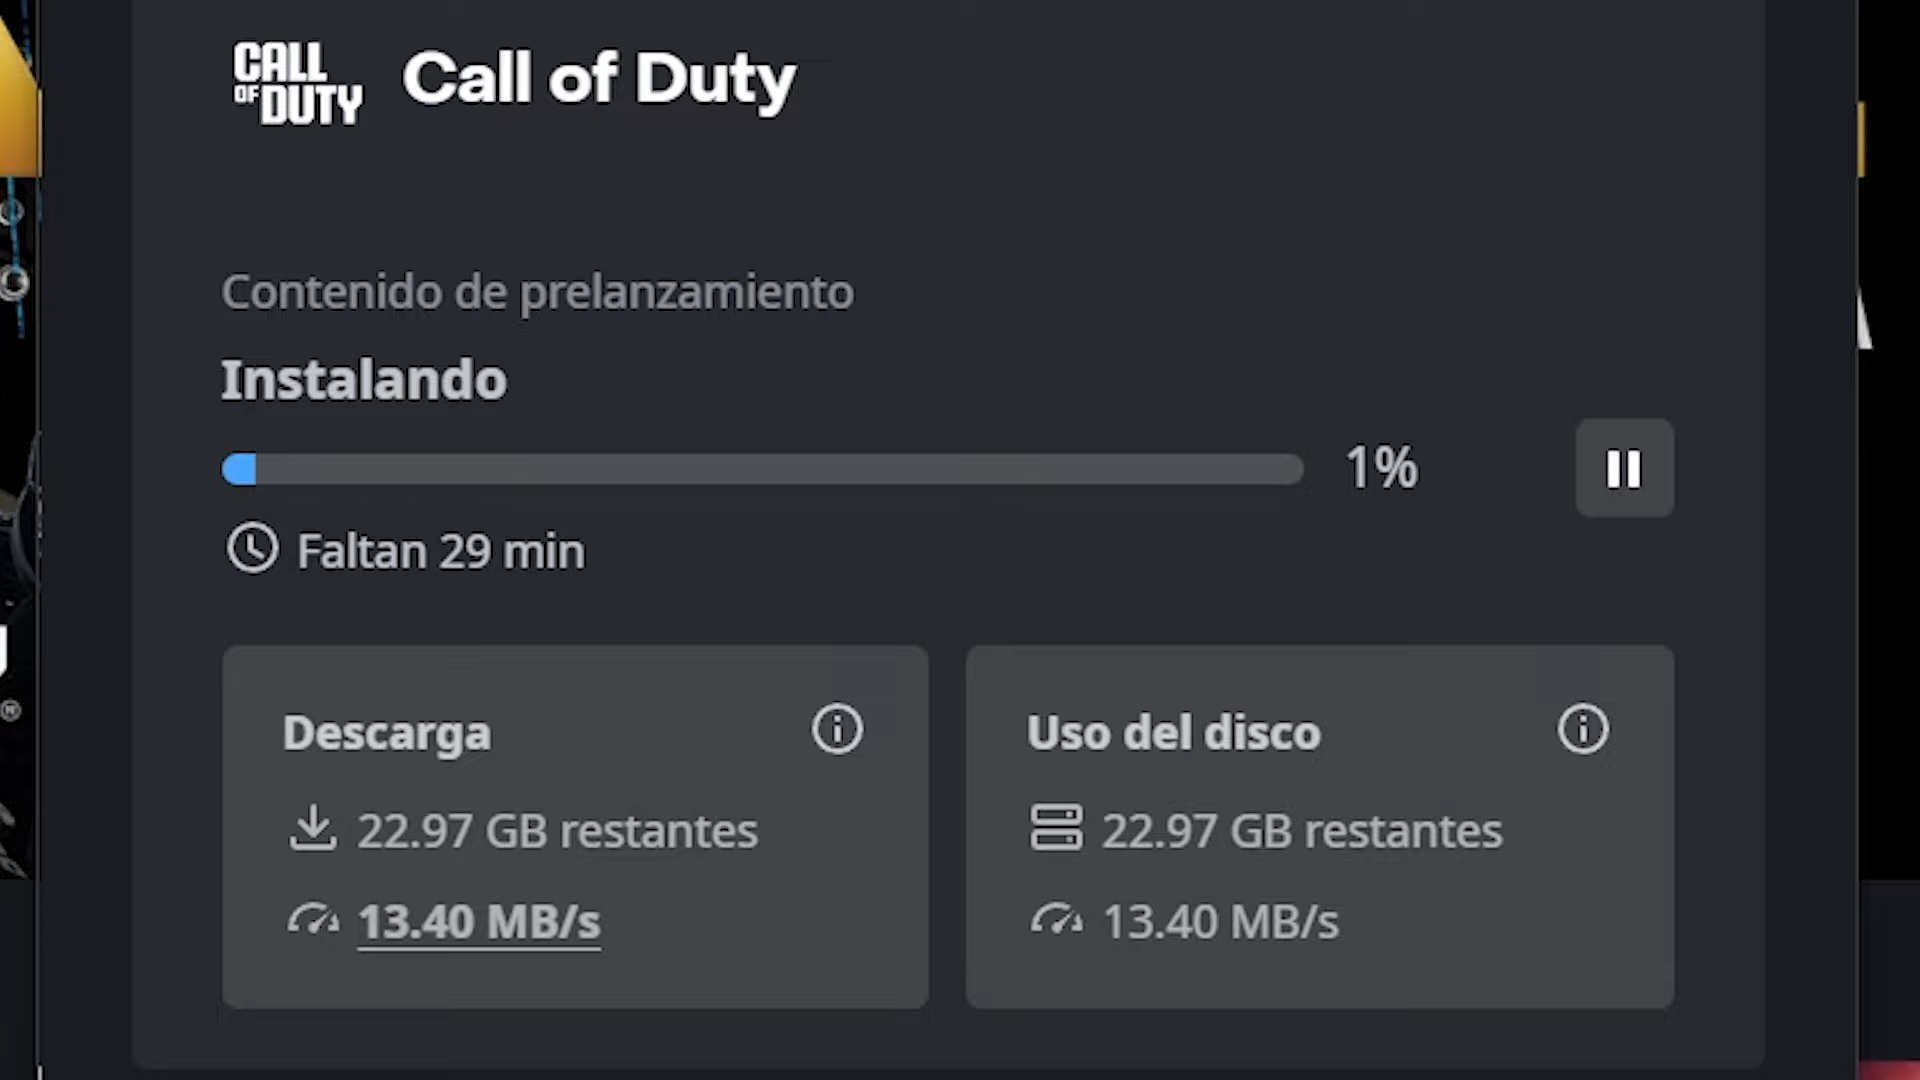 CALL
OF DUTY
Call of Duty
Contenido de prelanzamiento
Instalando
1%
Faltan 29 min
Descarga
22.97 GB restantes
13.40 MB/s
Uso del disco
22.97 GB restantes
13.40 MB/s
®